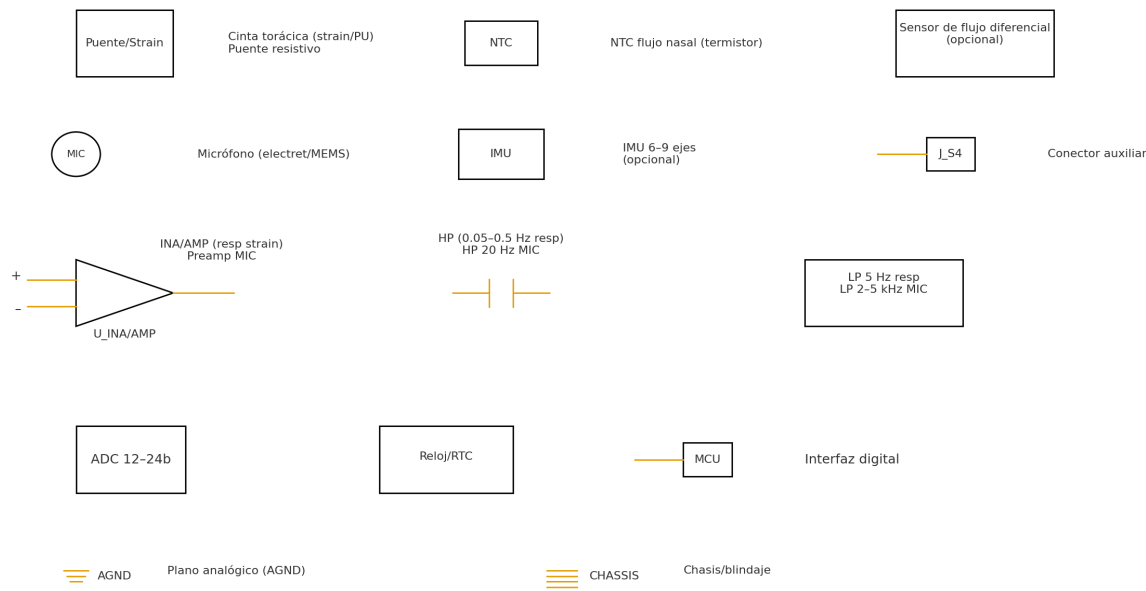 Puente/Strain
Cinta torácica (strain/PU)
Puente resistivo
NTC
NTC flujo nasal (termistor)
Sensor de flujo diferencial
(opcional)
MIC
Micrófono (electret/MEMS)
IMU
IMU 6–9 ejes
(opcional)
J_S4
Conector auxiliar
INA/AMP (resp strain)
Preamp MIC
+
–
U_INA/AMP
HP (0.05–0.5 Hz resp)
HP 20 Hz MIC
LP 5 Hz resp
LP 2–5 kHz MIC
ADC 12–24b
Reloj/RTC
MCU
Interfaz digital
AGND
Plano analógico (AGND)
CHASSIS
Chasis/blindaje